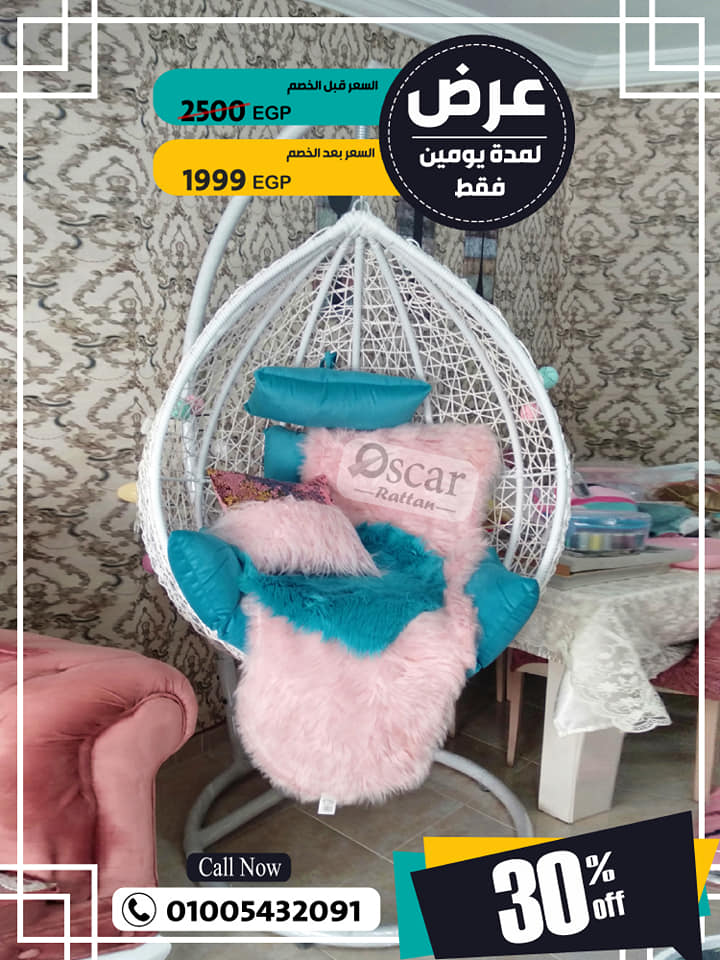 عرض
لمدة يومين
فقط
السعر قبل الخصم
2500 EGP
السعر بعد الخصم
1999 EGP
Oscar
Rattan
Call Now
01005432091
30%
off